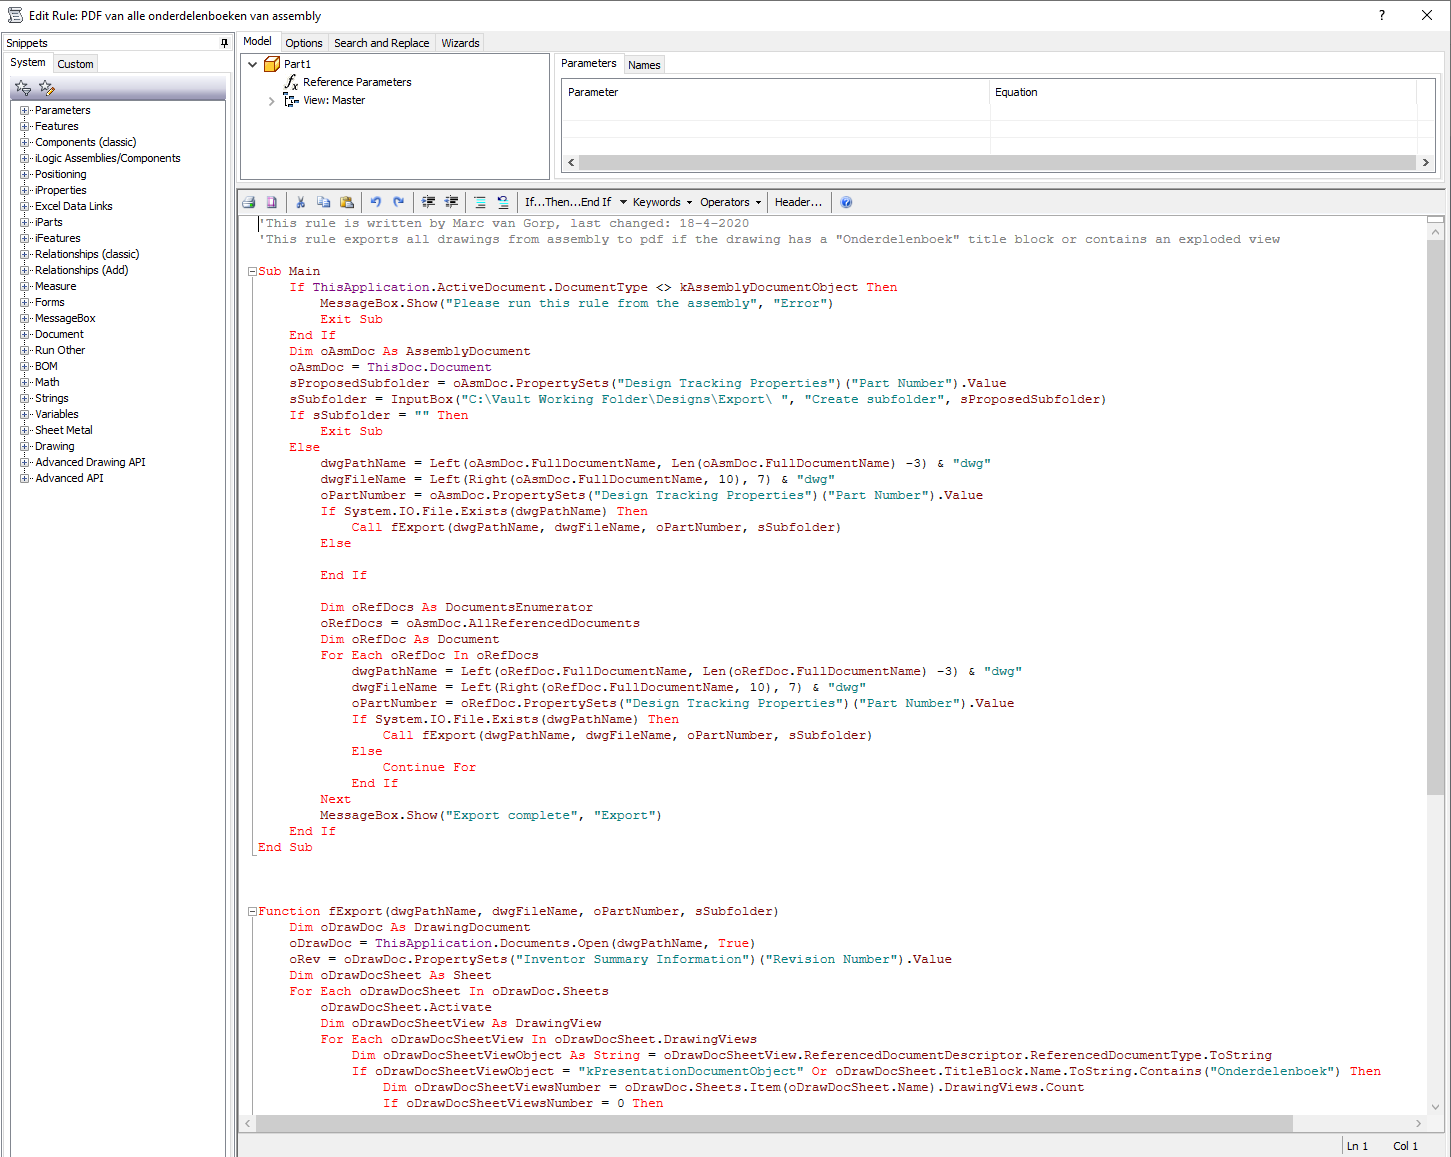 Edit Rule: PDF van alle onderdelenboeken van assembly
?
Snippets
System
Custom
Parameters
Features
Components (classic)
iLogic Assemblies/Components
Positioning
iProperties
Excel Data Links
iParts
iFeatures
Relationships (classic)
Relationships (Add)
Measure
Forms
MessageBox
Document
Run Other
BOM
Math
Strings
Variables
Sheet Metal
Drawing
Advanced Drawing API
Advanced API
Model
Options
Search and Replace
Wizards
Part1
fx Reference Parameters
View: Master
Parameters
Names
Parameter
Equation
If...Then...End If
Keywords
Operators
Header...
'This rule is written by Marc van Gorp, last changed: 18-4-2020
'This rule exports all drawings from assembly to pdf if the drawing has a "Onderdelenboek" title block or contains an exploded view
Sub Main
If ThisApplication.ActiveDocument.DocumentType <> kAssemblyDocumentObject Then
MessageBox.Show("Please run this rule from the assembly", "Error")
Exit Sub
End If
Dim oAsmDoc As AssemblyDocument
oAsmDoc = ThisDoc.Document
sProposedSubfolder = oAsmDoc.PropertySets("Design Tracking Properties")("Part Number").Value
sSubfolder = InputBox("C:\Vault Working Folder\Designs\Export\ ", "Create subfolder", sProposedSubfolder)
If sSubfolder = "" Then
Exit Sub
Else
dwgPathName = Left(oAsmDoc.FullDocumentName, Len(oAsmDoc.FullDocumentName) -3) & "dwg"
dwgFileName = Left(Right(oAsmDoc.FullDocumentName, 10), 7) & "dwg"
oPartNumber = oAsmDoc.PropertySets("Design Tracking Properties")("Part Number").Value
If System.IO.File.Exists(dwgPathName) Then
Call fExport(dwgPathName, dwgFileName, oPartNumber, sSubfolder)
Else
End If
Dim oRefDocs As DocumentsEnumerator
oRefDocs = oAsmDoc.AllReferencedDocuments
Dim oRefDoc As Document
For Each oRefDoc In oRefDocs
dwgPathName = Left(oRefDoc.FullDocumentName, Len(oRefDoc.FullDocumentName) -3) & "dwg"
dwgFileName = Left(Right(oRefDoc.FullDocumentName, 10), 7) & "dwg"
oPartNumber = oRefDoc.PropertySets("Design Tracking Properties")("Part Number").Value
If System.IO.File.Exists(dwgPathName) Then
Call fExport(dwgPathName, dwgFileName, oPartNumber, sSubfolder)
Else
Continue For
End If
Next
MessageBox.Show("Export complete", "Export")
End If
End Sub
Function fExport(dwgPathName, dwgFileName, oPartNumber, sSubfolder)
Dim oDrawDoc As DrawingDocument
oDrawDoc = ThisApplication.Documents.Open(dwgPathName, True)
oRev = oDrawDoc.PropertySets("Inventor Summary Information")("Revision Number").Value
Dim oDrawDocSheet As Sheet
For Each oDrawDocSheet In oDrawDoc.Sheets
oDrawDocSheet.Activate
Dim oDrawDocSheetView As DrawingView
For Each oDrawDocSheetView In oDrawDocSheet.DrawingViews
Dim oDrawDocSheetViewObject As String = oDrawDocSheetView.ReferencedDocumentDescriptor.ReferencedDocumentType.ToString
If oDrawDocSheetViewObject = "kPresentationDocumentObject" Or oDrawDocSheet.TitleBlock.Name.ToString.Contains("Onderdelenboek") Then
Dim oDrawDocSheetViewsNumber = oDrawDoc.Sheets.Item(oDrawDocSheet.Name).DrawingViews.Count
If oDrawDocSheetViewsNumber = 0 Then
Ln 1
Col 1